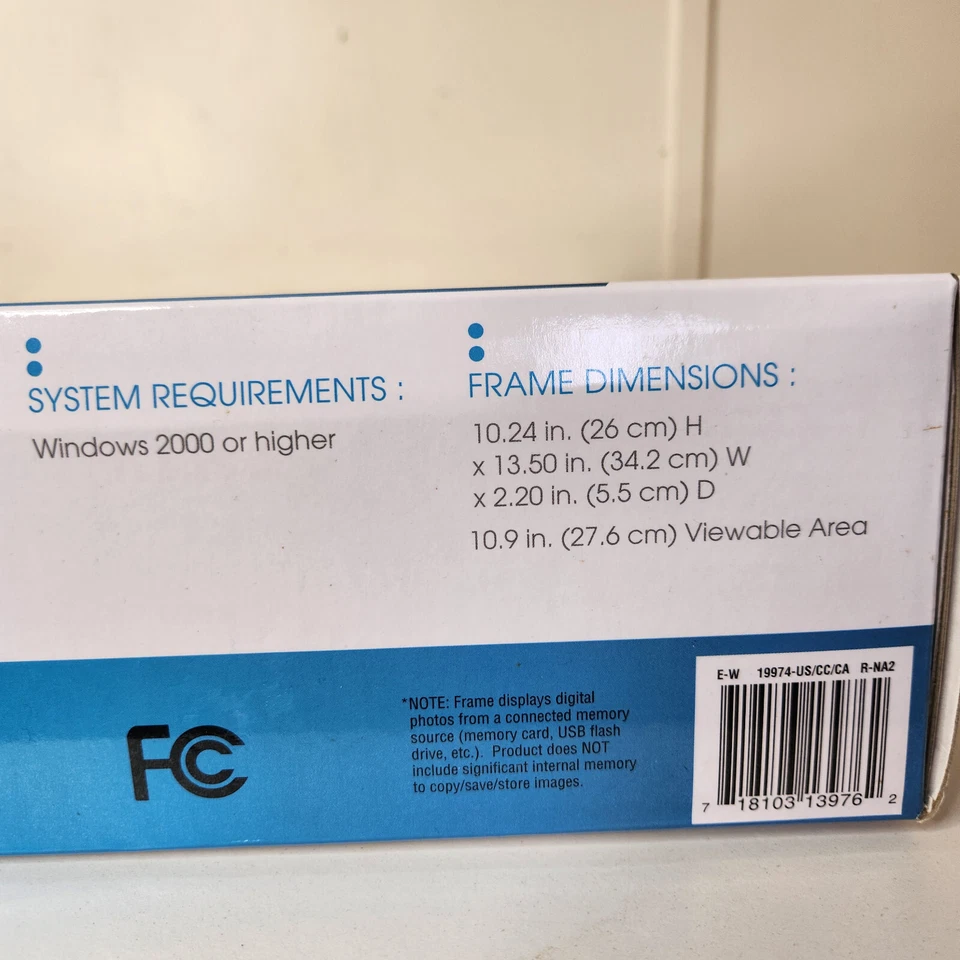 SYSTEM REQUIREMENTS :
Windows 2000 or higher
FRAME DIMENSIONS :
10.24 in. (26 cm) H
x 13.50 in. (34.2 cm) W
x 2.20 in. (5.5 cm) D
10.9 in. (27.6 cm) Viewable Area
FC
*NOTE: Frame displays digital
photos from a connected memory
source (memory card, USB flash
drive, etc.). Product does NOT
include significant internal memory
to copy/save/store images.
E-W 19974-US/CC/CA R-NA2
7 18103 13976 2